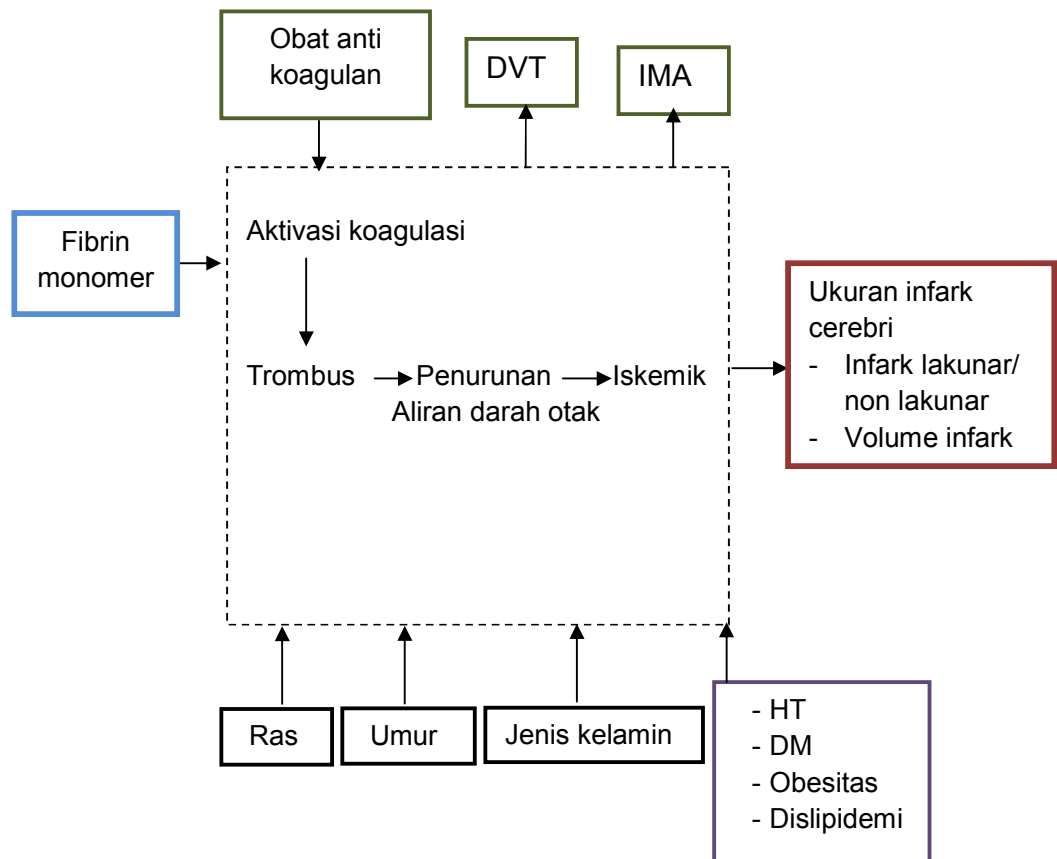 Obat anti
koagulan
DVT
IMA
Fibrin
monomer
Aktivasi koagulasi
Trombus
Penurunan
Aliran darah otak
Iskemik
Ukuran infark
cerebri
- Infark lakunar/
non lakunar
- Volume infark
Ras
Umur
Jenis kelamin
- HT
- DM
- Obesitas
- Dislipidemi